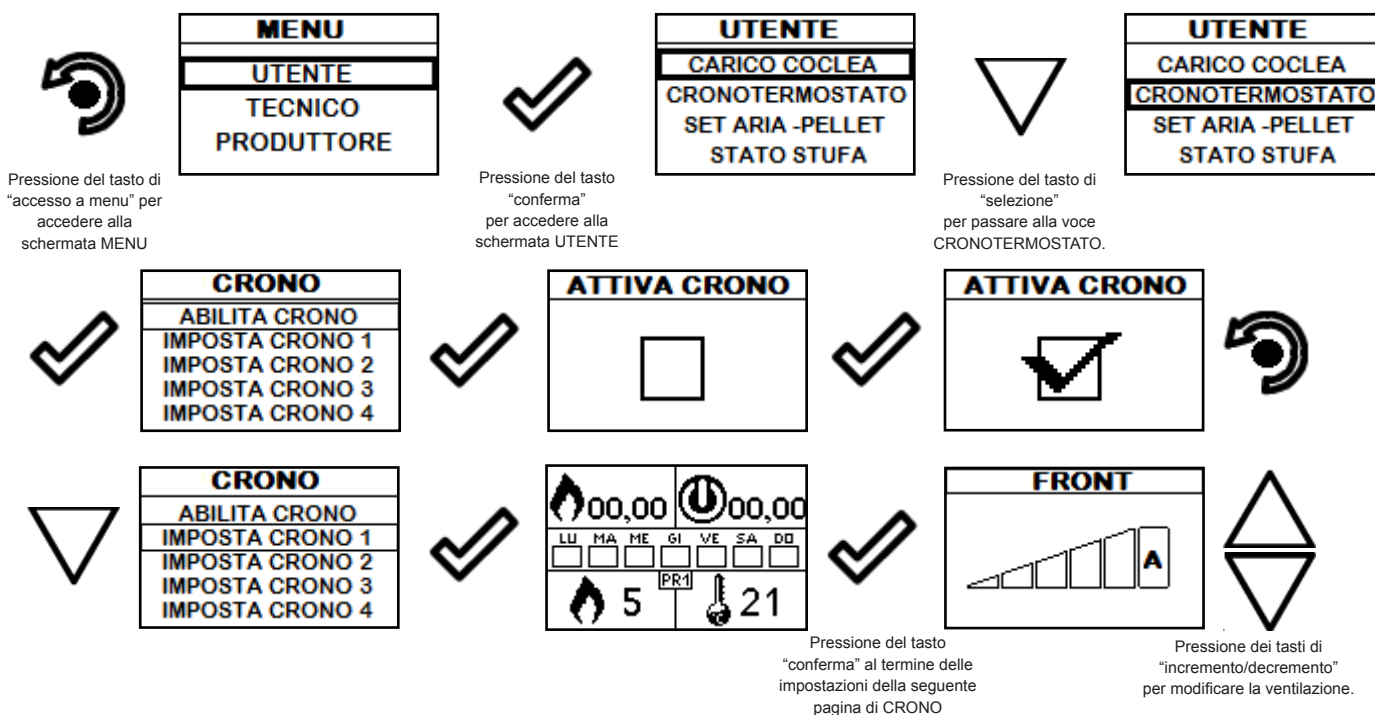 MENU
UTENTE
TECNICO
PRODUTTORE
UTENTE
CARICO COCLEA
CRONOTERMOSTATO
SET ARIA -PELLET
STATO STUFA
UTENTE
CARICO COCLEA
CRONOTERMOSTATO
SET ARIA -PELLET
STATO STUFA
Pressione del tasto di
“accesso a menu” per
accedere alla
schermata MENU
Pressione del tasto
“conferma”
per accedere alla
schermata UTENTE
Pressione del tasto di
“selezione”
per passare alla voce
CRONOTERMOSTATO.
CRONO
ABILITA CRONO
IMPOSTA CRONO 1
IMPOSTA CRONO 2
IMPOSTA CRONO 3
IMPOSTA CRONO 4
ATTIVA CRONO
ATTIVA CRONO
CRONO
ABILITA CRONO
IMPOSTA CRONO 1
IMPOSTA CRONO 2
IMPOSTA CRONO 3
IMPOSTA CRONO 4
00,00 00,00
LU MA ME GI VE SA DO
PR1
5 21
FRONT
A
Pressione del tasto
“conferma” al termine delle
impostazioni della seguente
pagina di CRONO
Pressione dei tasti di
“incremento/decremento”
per modificare la ventilazione.